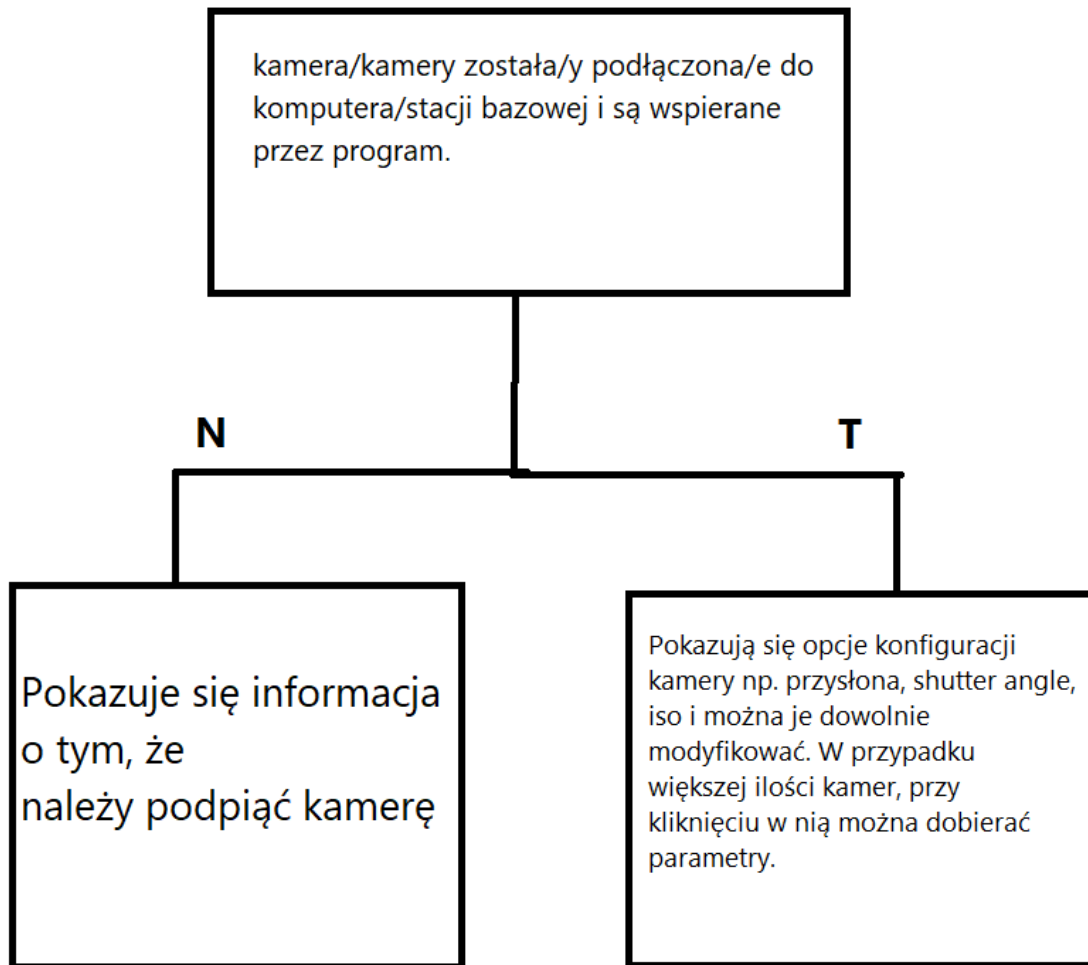 kamera/kamery została/y podłączona/e do
komputera/stacji bazowej i są wspierane
przez program.
N
T
Pokazuje się informacja
o tym, że
należy podpiąć kamerę
Pokazują się opcje konfiguracji
kamery np. przysłona, shutter angle,
iso i można je dowolnie
modyfikować. W przypadku
większej ilości kamer, przy
kliknięciu w nią można dobierać
parametry.